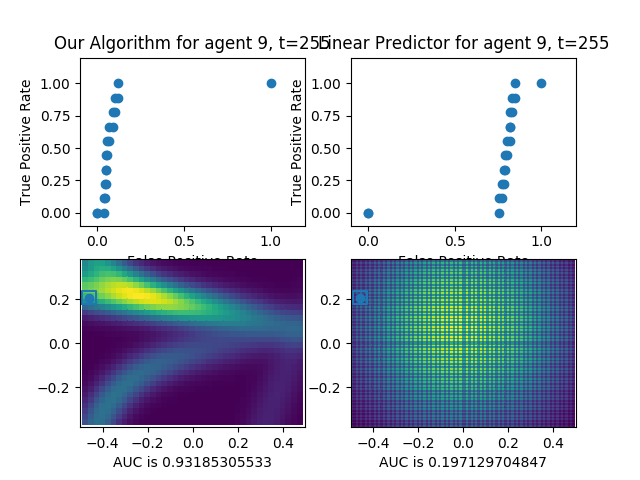 Our Algorithm for agent 9, t=255
Linear Predictor for agent 9, t=255
True Positive Rate
1.00
0.75
0.50
0.25
0.00
0.0 0.5 1.0
False Positive Rate
True Positive Rate
1.00
0.75
0.50
0.25
0.00
0.0 0.5 1.0
False Positive Rate
0.2
0.0
−0.2
−0.4 −0.2 0.0 0.2 0.4
AUC is 0.93185305533
0.2
0.0
−0.2
−0.4 −0.2 0.0 0.2 0.4
AUC is 0.197129704847